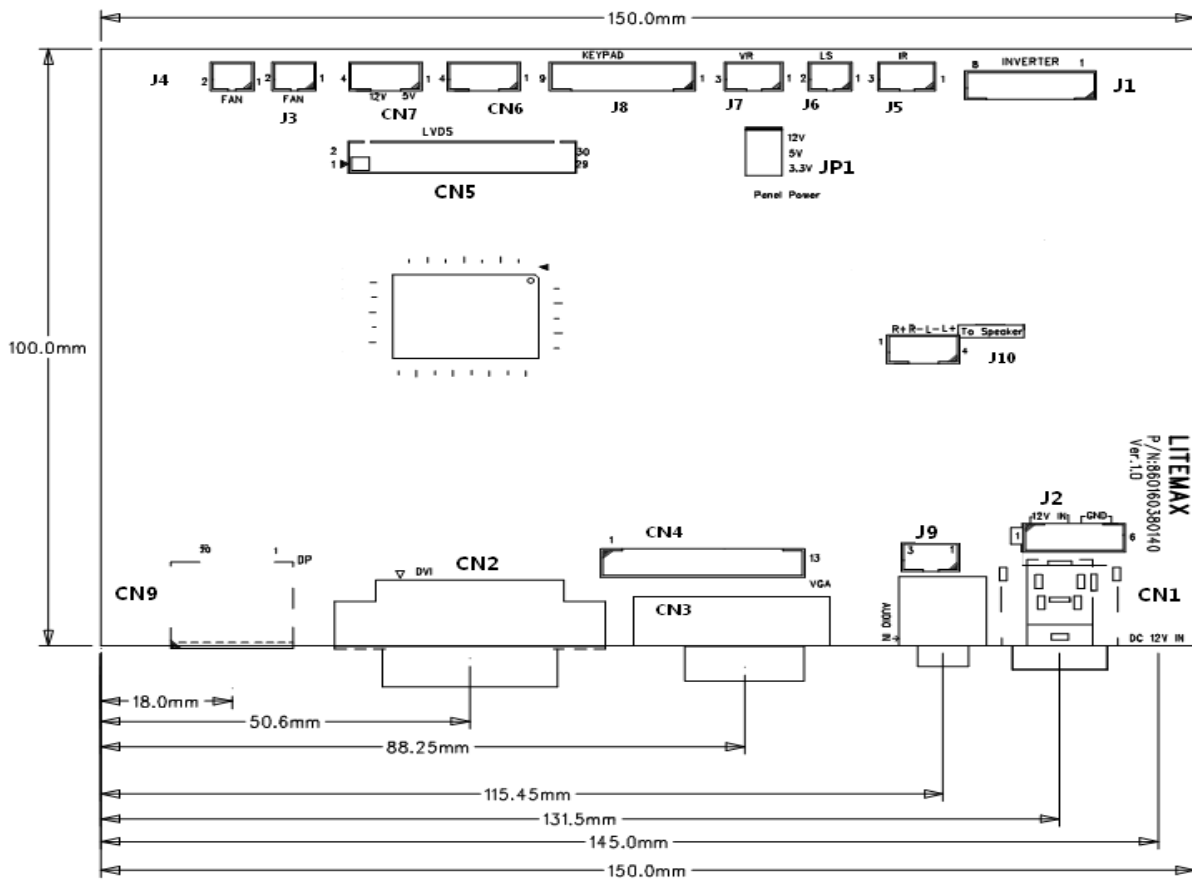 150.0mm
KEYPAD VR LS IR
J4 2 1 2 1 4 1 4 1 9 1 3 1 2 1 3 1 8 INVERTER 1 J1
FAN FAN 12V 5V
J3 CN7 CN6 J8 J7 J6 J5
LVDS
2 30
1 29
CN5
12V
5V
3.3V
JP1
Panel Power
R+ R- L- L+ To Speaker
1 4
J10
100.0mm
LITEMAX
P/N:860160380140
Ver.1.0
J2
12V IN GND
1 6
J9
3 1
CN4
1 13
VGA
CN3
CN2
DVI
20 1 DP
CN9
AUDIO IN
CN1
DC 12V IN
18.0mm
50.6mm
88.25mm
115.45mm
131.5mm
145.0mm
150.0mm